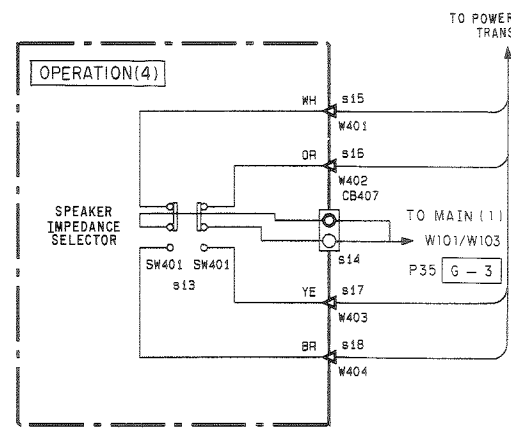 TO POWER
TRANS
OPERATION(4)
WH s15
W401
OR s16
W402
CB407
SPEAKER
IMPEDANCE
SELECTOR
TO MAIN (1)
W101/W103
s14
SW401 SW401
P35 G - 3
s13
YE s17
W403
BR s18
W404